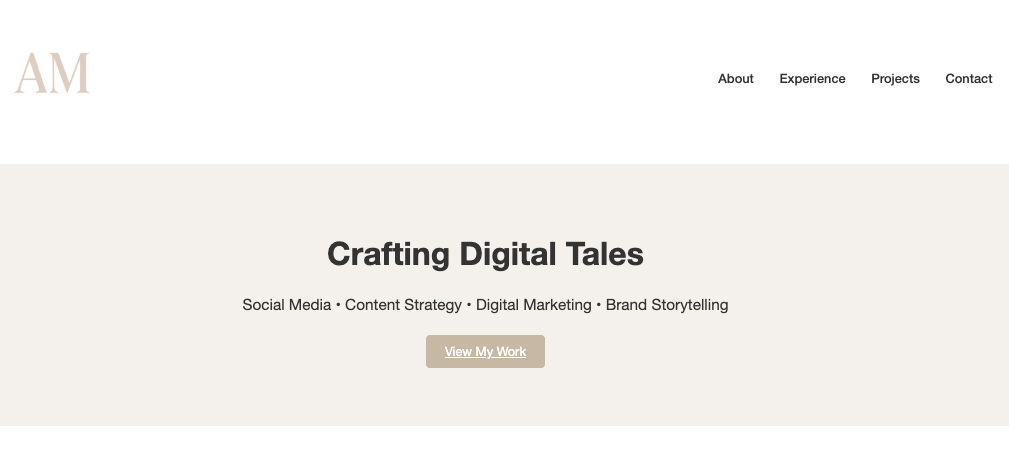 AM
About Experience Projects Contact
Crafting Digital Tales
Social Media • Content Strategy • Digital Marketing • Brand Storytelling
View My Work